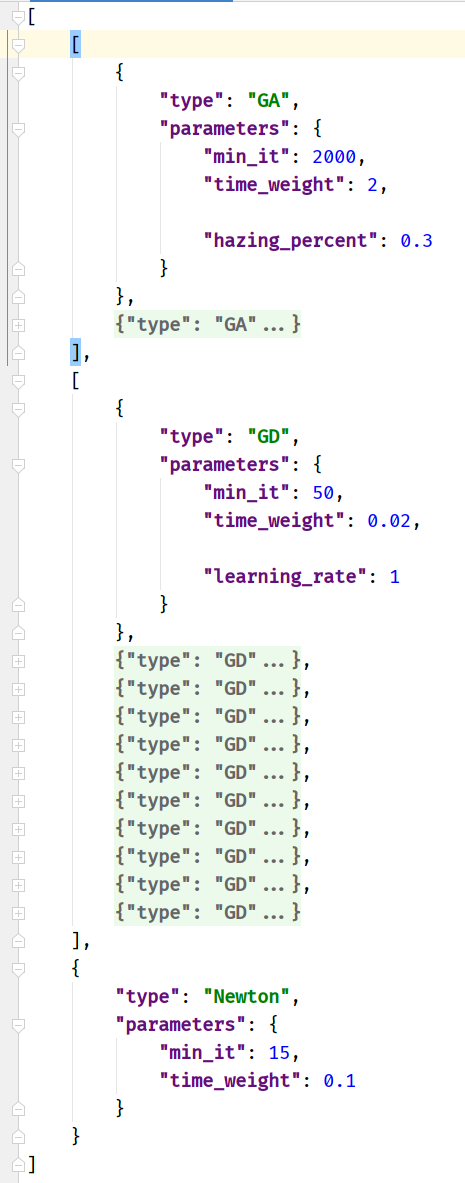 [
    [
        {
            "type": "GA",
            "parameters": {
                "min_it": 2000,
                "time_weight": 2,

                "hazing_percent": 0.3
            }
        },
        {"type": "GA"...}
    ],
    [
        {
            "type": "GD",
            "parameters": {
                "min_it": 50,
                "time_weight": 0.02,

                "learning_rate": 1
            }
        },
        {"type": "GD"...},
        {"type": "GD"...},
        {"type": "GD"...},
        {"type": "GD"...},
        {"type": "GD"...},
        {"type": "GD"...},
        {"type": "GD"...},
        {"type": "GD"...},
        {"type": "GD"...},
        {"type": "GD"...}
    ],
    {
        "type": "Newton",
        "parameters": {
            "min_it": 15,
            "time_weight": 0.1
        }
    }
]